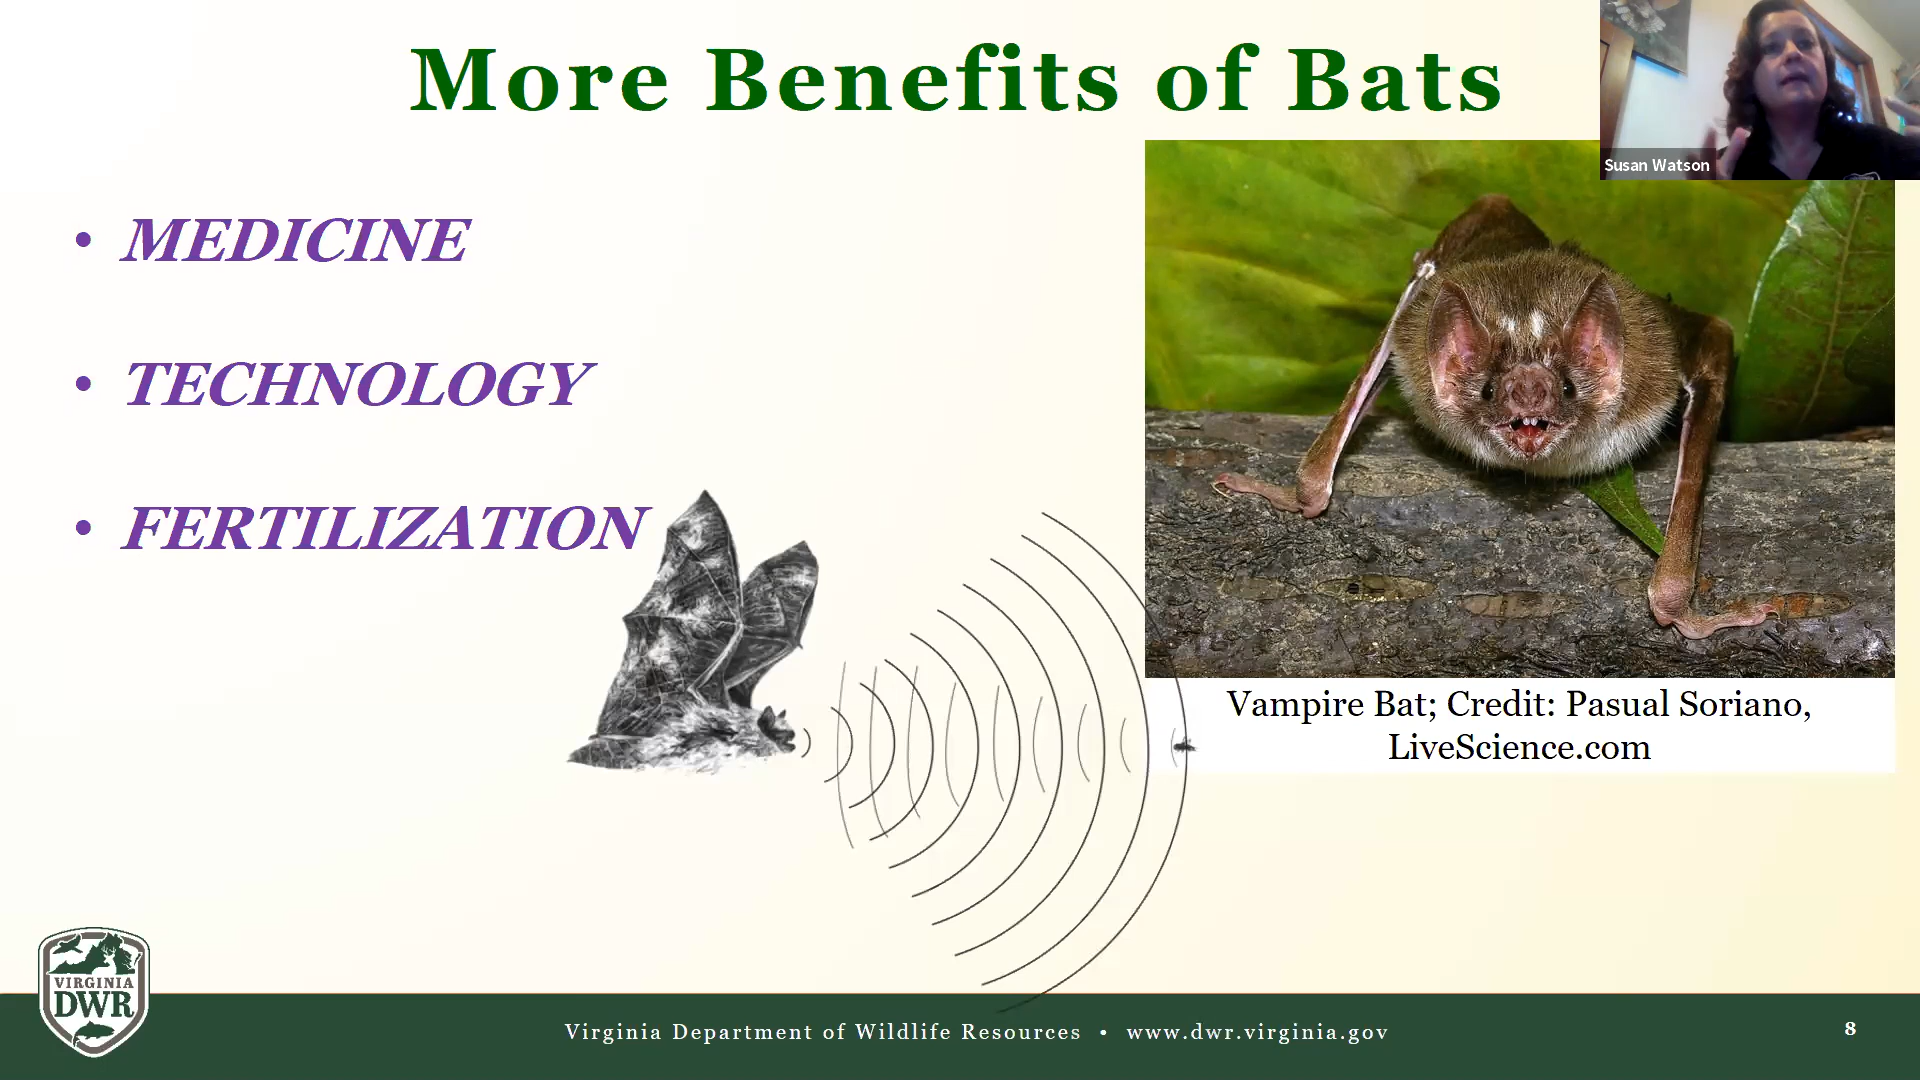 More Benefits of Bats
Susan Watson
• MEDICINE
• TECHNOLOGY
• FERTILIZATION
Vampire Bat; Credit: Pasual Soriano,
LiveScience.com
VIRGINIA
DWR
Virginia Department of Wildlife Resources • www.dwr.virginia.gov
8